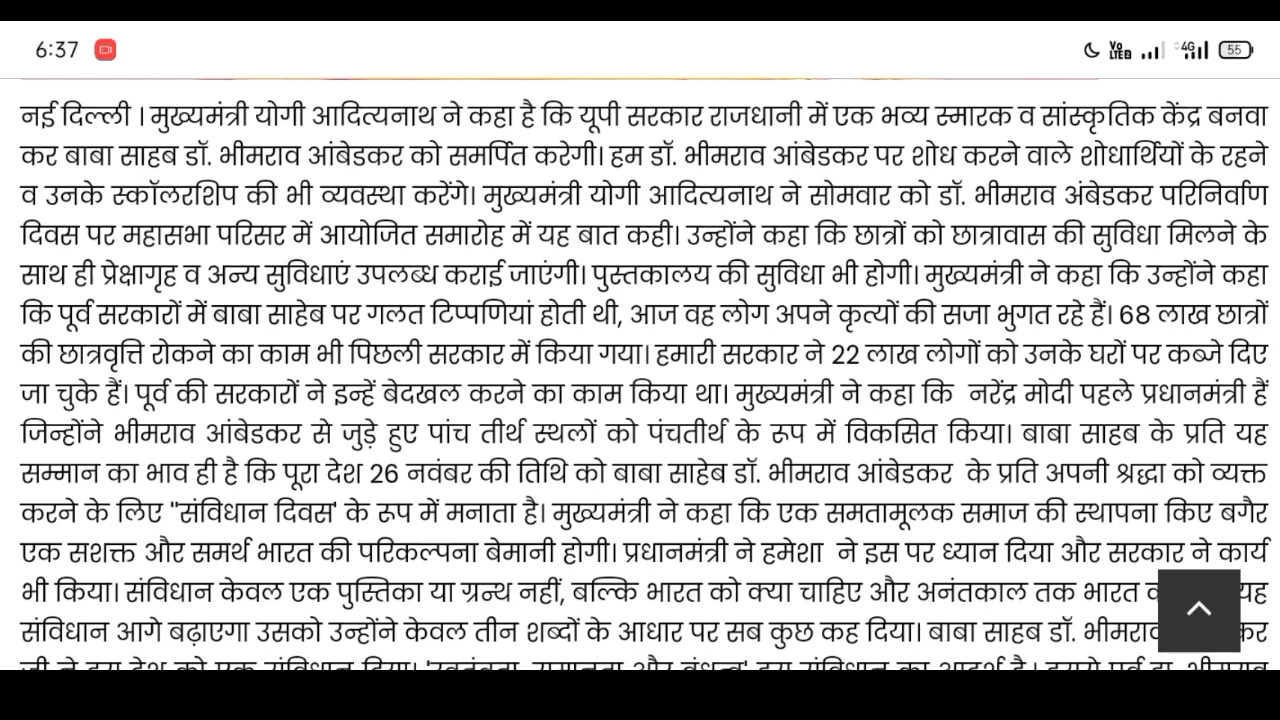 6:37
Vo LTE 2 4G 55
नई दिल्ली । मुख्यमंत्री योगी आदित्यनाथ ने कहा है कि यूपी सरकार राजधानी में एक भव्य स्मारक व सांस्कृतिक केंद्र बनवा
कर बाबा साहब डॉ. भीमराव आंबेडकर को समर्पित करेगी। हम डॉ. भीमराव आंबेडकर पर शोध करने वाले शोधार्थियों के रहने
व उनके स्कॉलरशिप की भी व्यवस्था करेंगे। मुख्यमंत्री योगी आदित्यनाथ ने सोमवार को डॉ. भीमराव अंबेडकर परिनिर्वाण
दिवस पर महासभा परिसर में आयोजित समारोह में यह बात कही। उन्होंने कहा कि छात्रों को छात्रावास की सुविधा मिलने के
साथ ही प्रेक्षागृह व अन्य सुविधाएं उपलब्ध कराई जाएंगी। पुस्तकालय की सुविधा भी होगी। मुख्यमंत्री ने कहा कि उन्होंने कहा
कि पूर्व सरकारों में बाबा साहेब पर गलत टिप्पणियां होती थी, आज वह लोग अपने कृत्यों की सजा भुगत रहे हैं। 68 लाख छात्रों
की छात्रवृत्ति रोकने का काम भी पिछली सरकार में किया गया। हमारी सरकार ने 22 लाख लोगों को उनके घरों पर कब्जे दिए
जा चुके हैं। पूर्व की सरकारों ने इन्हें बेदखल करने का काम किया था। मुख्यमंत्री ने कहा कि नरेंद्र मोदी पहले प्रधानमंत्री हैं
जिन्होंने भीमराव आंबेडकर से जुड़े हुए पांच तीर्थ स्थलों को पंचतीर्थ के रूप में विकसित किया। बाबा साहब के प्रति यह
सम्मान का भाव ही है कि पूरा देश 26 नवंबर की तिथि को बाबा साहेब डॉ. भीमराव आंबेडकर के प्रति अपनी श्रद्धा को व्यक्त
करने के लिए "संविधान दिवस' के रूप में मनाता है। मुख्यमंत्री ने कहा कि एक समतामूलक समाज की स्थापना किए बगैर
एक सशक्त और समर्थ भारत की परिकल्पना बेमानी होगी। प्रधानमंत्री ने हमेशा ने इस पर ध्यान दिया और सरकार ने कार्य
भी किया। संविधान केवल एक पुस्तिका या ग्रन्थ नहीं, बल्कि भारत को क्या चाहिए और अनंतकाल तक भारत यह
संविधान आगे बढ़ाएगा उसको उन्होंने केवल तीन शब्दों के आधार पर सब कुछ कह दिया। बाबा साहब डॉ.